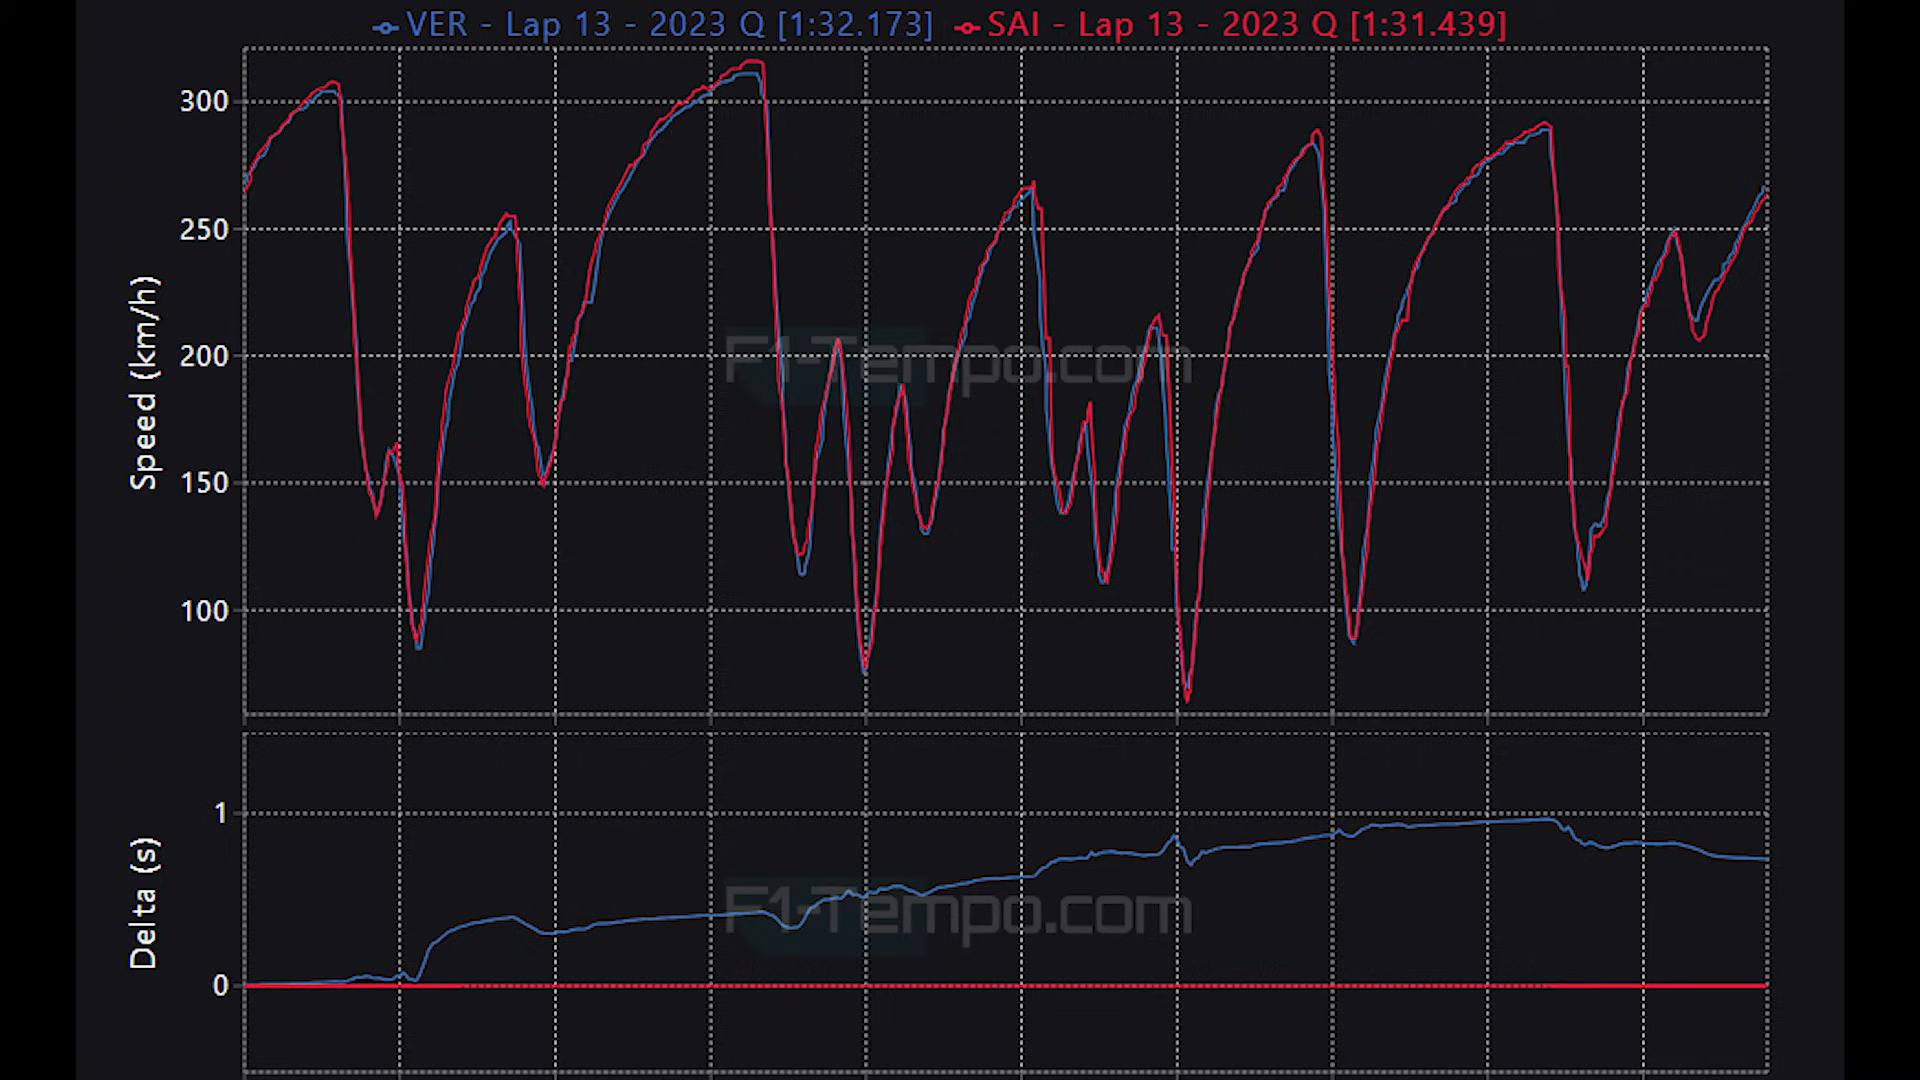 VER - Lap 13 - 2023 Q [1:32.173] SAI - Lap 13 - 2023 Q [1:31.439]
300
250
200
150
100
Speed (km/h)
F1-Tempo.com
1
0
Delta (s)
F1-Tempo.com